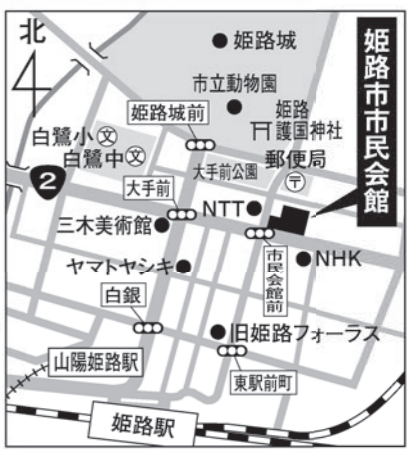 北
姫路城
市立動物園
姫路城前
姫路
護国神社
姫路市市民会館
白鷺小文
白鷺中文
大手前公園
郵便局
〒
2
大手前
NTT
三木美術館
ヤマトヤシキ
市民会館前
NHK
白銀
旧姫路フォーラス
山陽姫路駅
東駅前町
姫路駅